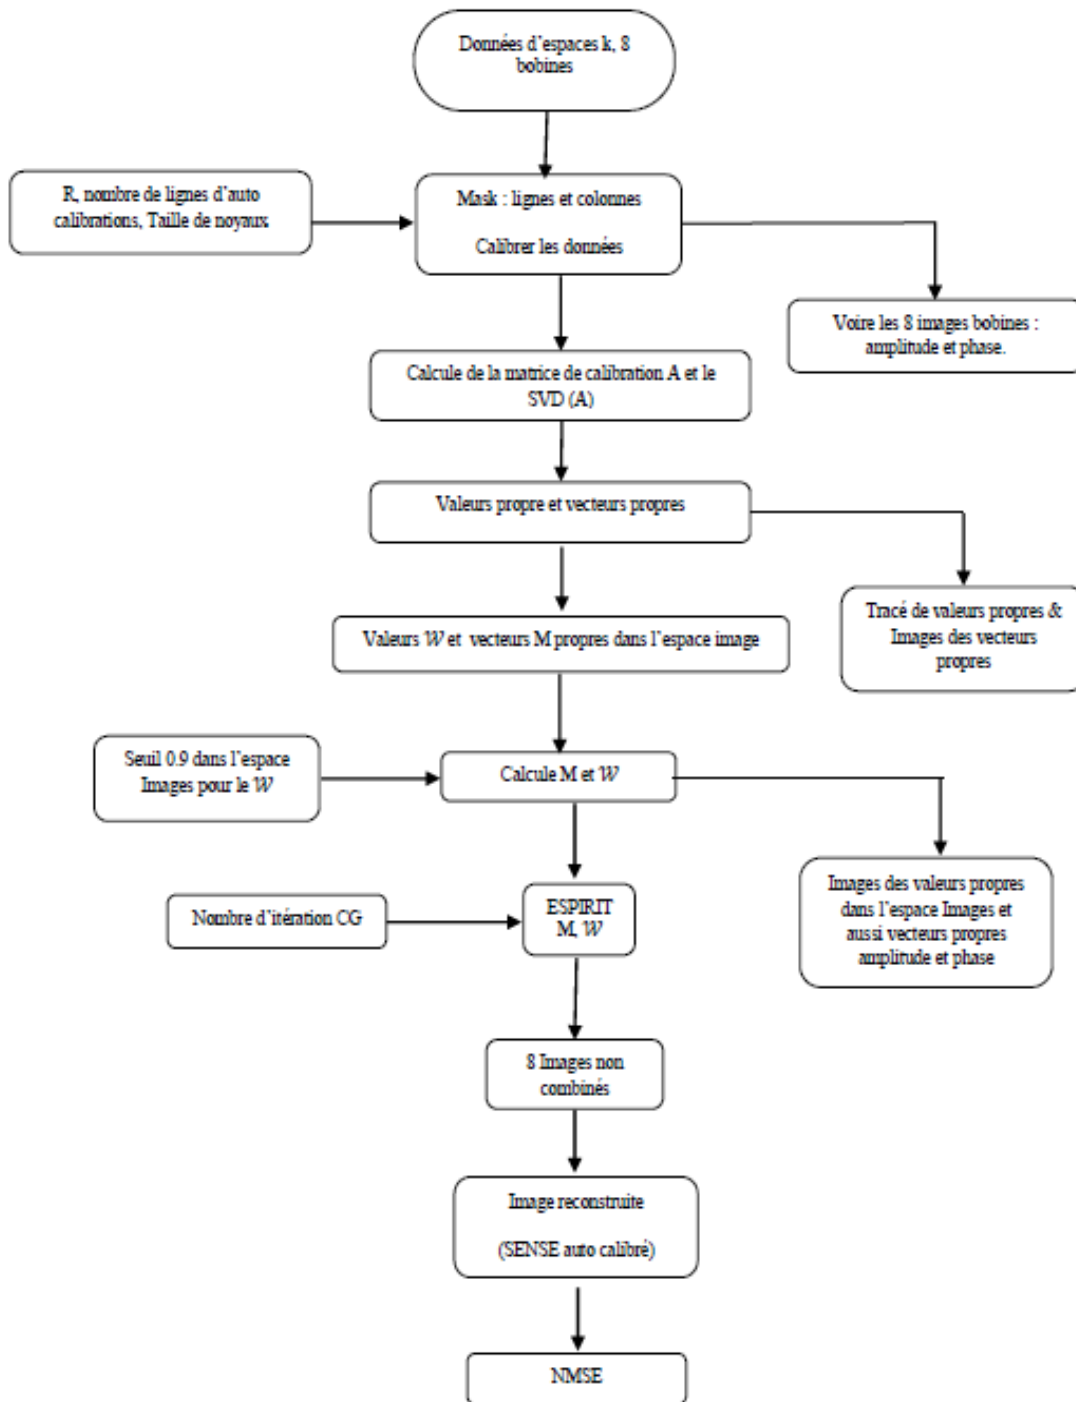 Données d'espaces k, 8
bobines
R, nombre de lignes d'auto
calibrations, Taille de noyaux
Mask : lignes et colonnes
Calibrer les données
Voire les 8 images bobines :
amplitude et phase.
Calcule de la matrice de calibration A et le
SVD (A)
Valeurs propre et vecteurs propres
Tracé de valeurs propres &
Images des vecteurs
propres
Valeurs W et vecteurs M propres dans l'espace image
Seuil 0.9 dans l'espace
Images pour le W
Calcule M et W
Images des valeurs propres
dans l'espace Images et
aussi vecteurs propres
amplitude et phase
Nombre d'itération CG
ESPIRIT
M, W
8 Images non
combinés
Image reconstruite
(SENSE auto calibré)
NMSE